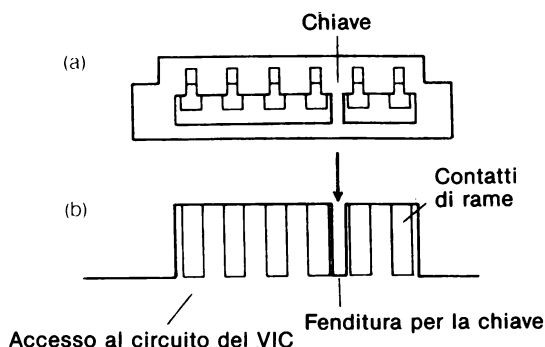 Chiave
(a)
Contatti
di rame
(b)
Fenditura per la chiave
Accesso al circuito del VIC